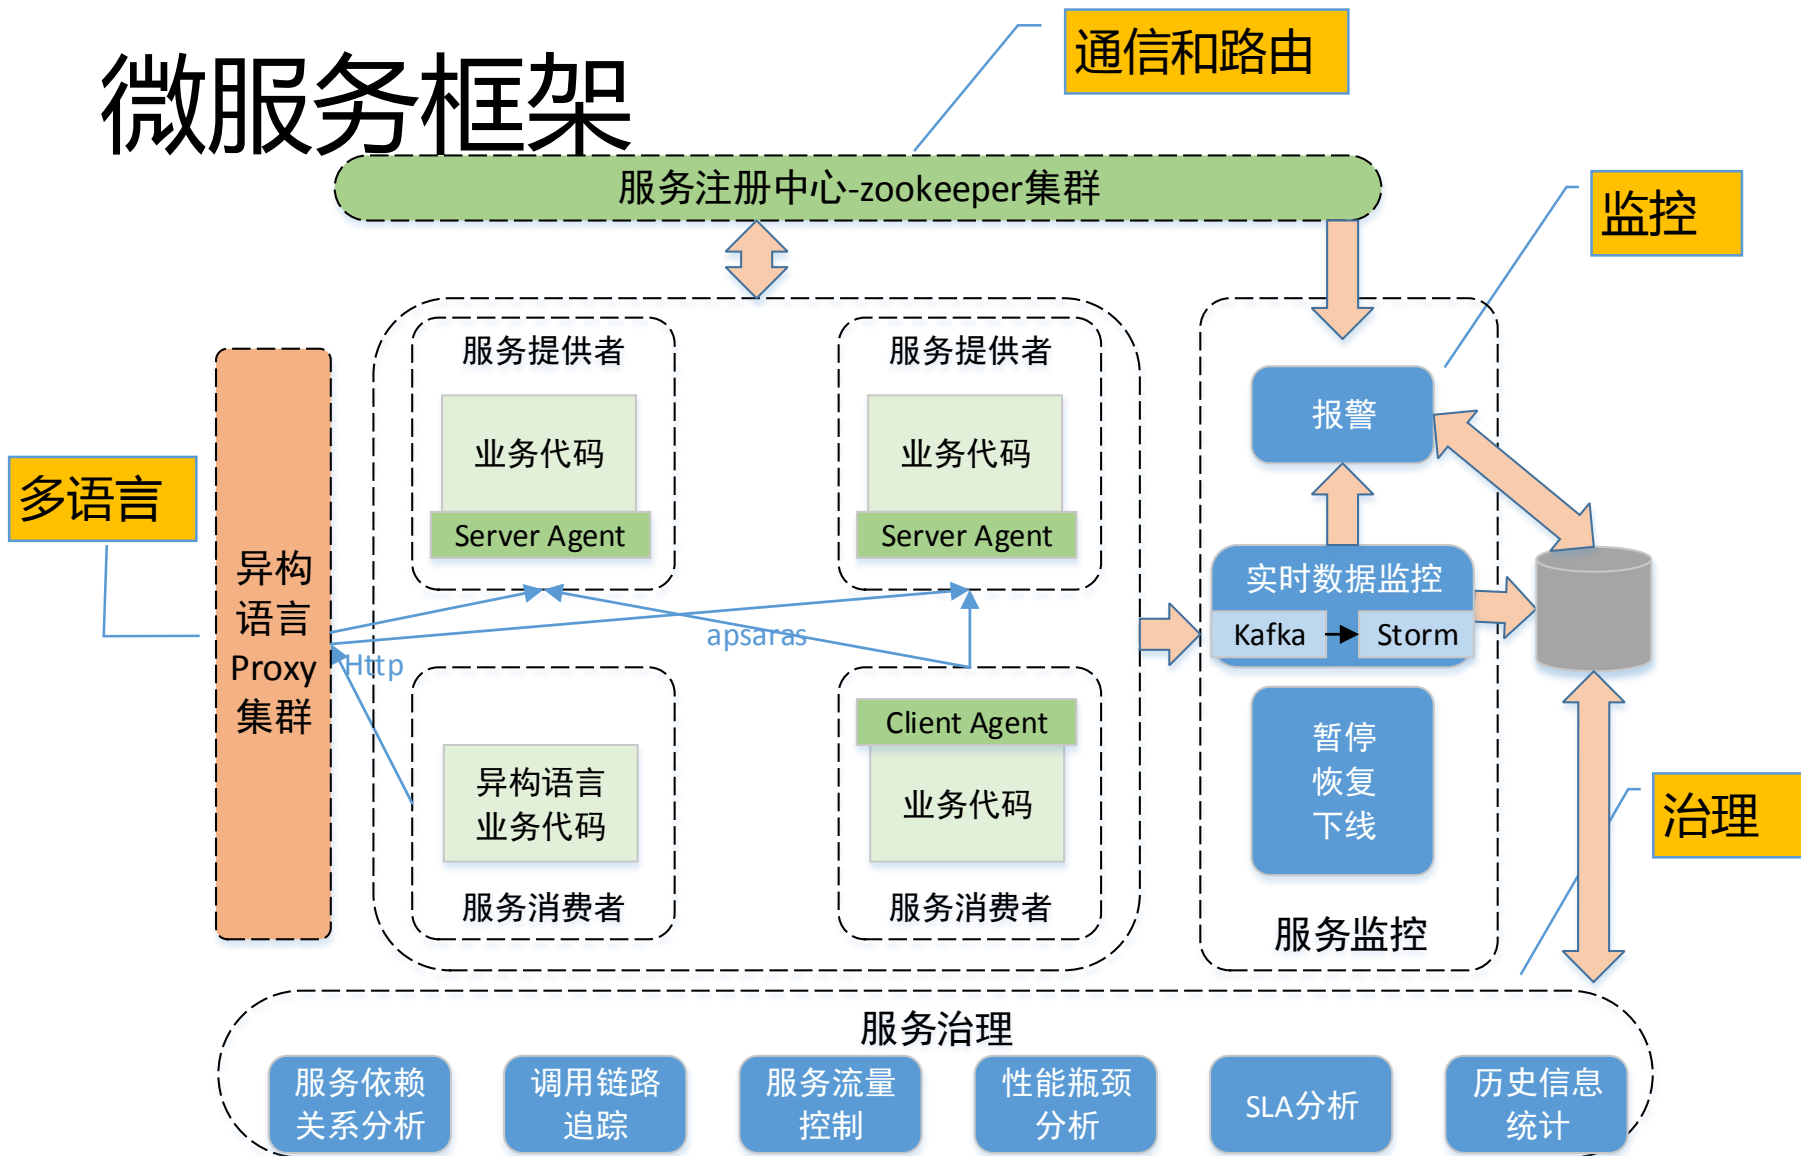 微服务框架
通信和路由
服务注册中心-zookeeper集群
监控
多语言
异构
语言
Proxy
集群
服务提供者
业务代码
Server Agent
服务提供者
业务代码
Server Agent
Http
apsaras
异构语言
业务代码
服务消费者
Client Agent
业务代码
服务消费者
报警
实时数据监控
Kafka
Storm
暂停
恢复
下线
服务监控
治理
服务治理
服务依赖
关系分析
调用链路
追踪
服务流量
控制
性能瓶颈
分析
SLA分析
历史信息
统计